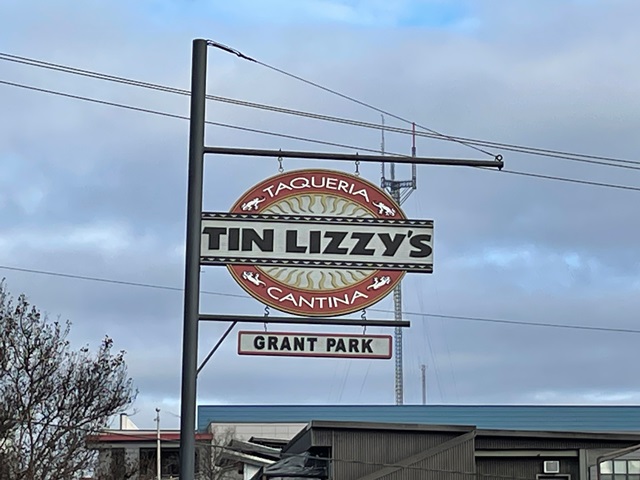 TAQUERIA
TIN LIZZY'S
CANTINA
GRANT PARK